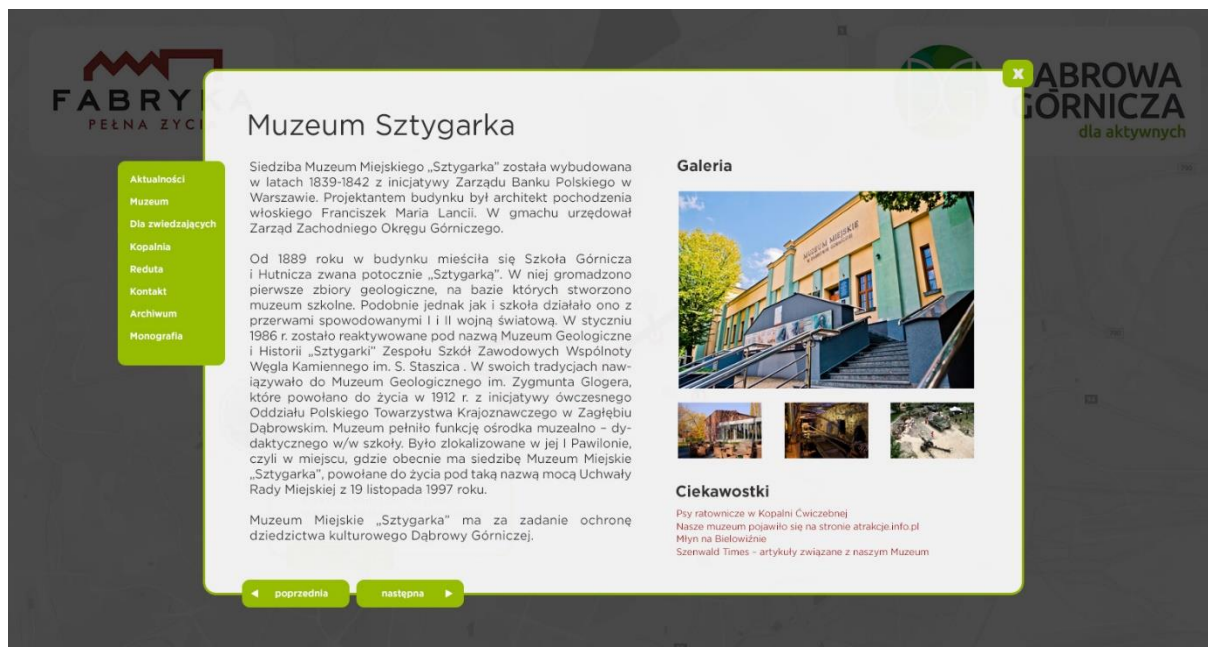 FABRYK
PEŁNA ŻYCI
ĄBROWA
GÓRNICZA
dla aktywnych
x
Aktualności
Muzeum
Dla zwiedzających
Kopalnia
Reduta
Kontakt
Archiwum
Monografia
Muzeum Sztygarka
Siedziba Muzeum Miejskiego „Sztygarka” została wybudowana
w latach 1839-1842 z inicjatywy Zarządu Banku Polskiego w
Warszawie. Projektantem budynku był architekt pochodzenia
włoskiego Franciszek Maria Lancii. W gmachu urzędował
Zarząd Zachodniego Okręgu Górniczego.
Od 1889 roku w budynku mieściła się Szkoła Górnicza
i Hutnicza zwana potocznie „Sztygarką”. W niej gromadzono
pierwsze zbiory geologiczne, na bazie których stworzono
muzeum szkolne. Podobnie jednak jak i szkoła działało ono z
przerwami spowodowanymi I i II wojną światową. W styczniu
1986 r. zostało reaktywowane pod nazwą Muzeum Geologiczne
i Historii „Sztygarki” Zespołu Szkół Zawodowych Wspólnoty
Węgla Kamiennego im. S. Staszica . W swoich tradycjach naw-
iązywało do Muzeum Geologicznego im. Zygmunta Glogera,
które powołano do życia w 1912 r. z inicjatywy ówczesnego
Oddziału Polskiego Towarzystwa Krajoznawczego w Zagłębiu
Dąbrowskim. Muzeum pełniło funkcję ośrodka muzealno – dy-
daktycznego w/w szkoły. Było zlokalizowane w jej I Pawilonie,
czyli w miejscu, gdzie obecnie ma siedzibę Muzeum Miejskie
„Sztygarka”, powołane do życia pod taką nazwą mocą Uchwały
Rady Miejskiej z 19 listopada 1997 roku.
Muzeum Miejskie „Sztygarka” ma za zadanie ochronę
dziedzictwa kulturowego Dąbrowy Górniczej.
Galeria
MUZEUM MIEJSKIE
Ciekawostki
Psy ratownicze w Kopalni Ćwiczebnej
Nasze muzeum pojawiło się na stronie atrakcje.info.pl
Młyn na Bielowiźnie
Szenwald Times – artykuły związane z naszym Muzeum
poprzednia
następna